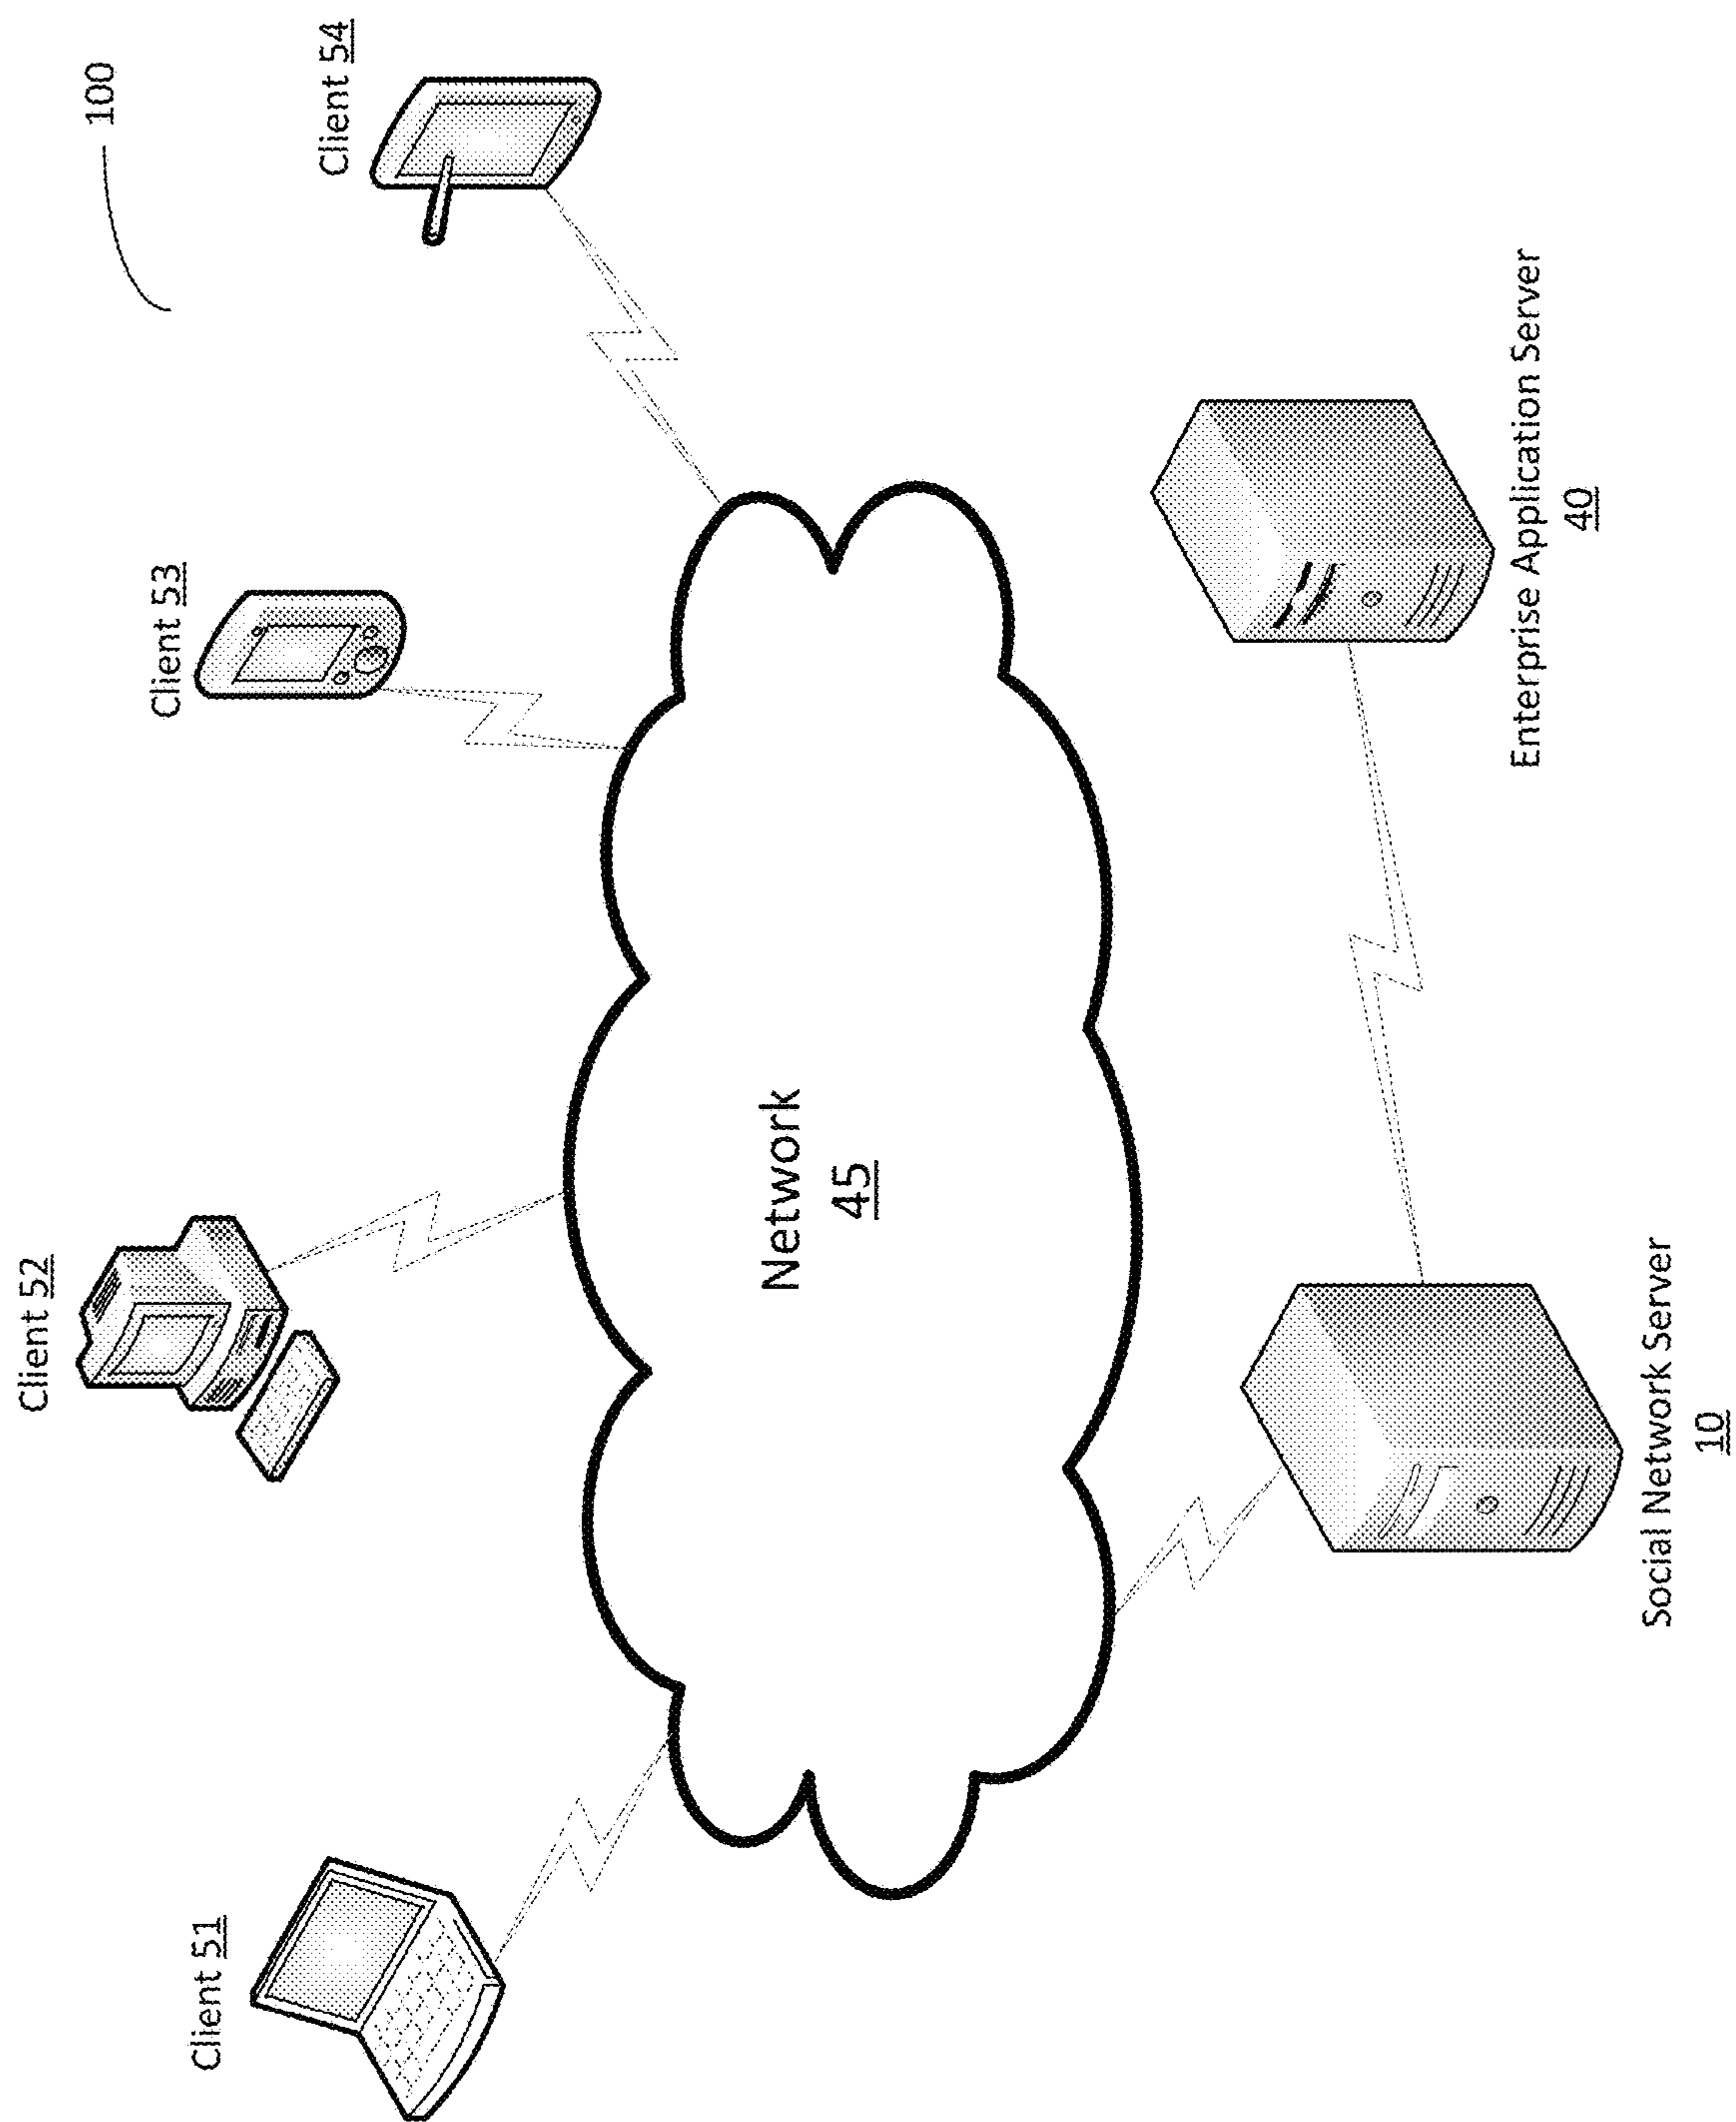 100
Client 51
Client 52
Client 53
Client 54
Network
45
Social Network Server
10
Enterprise Application Server
40